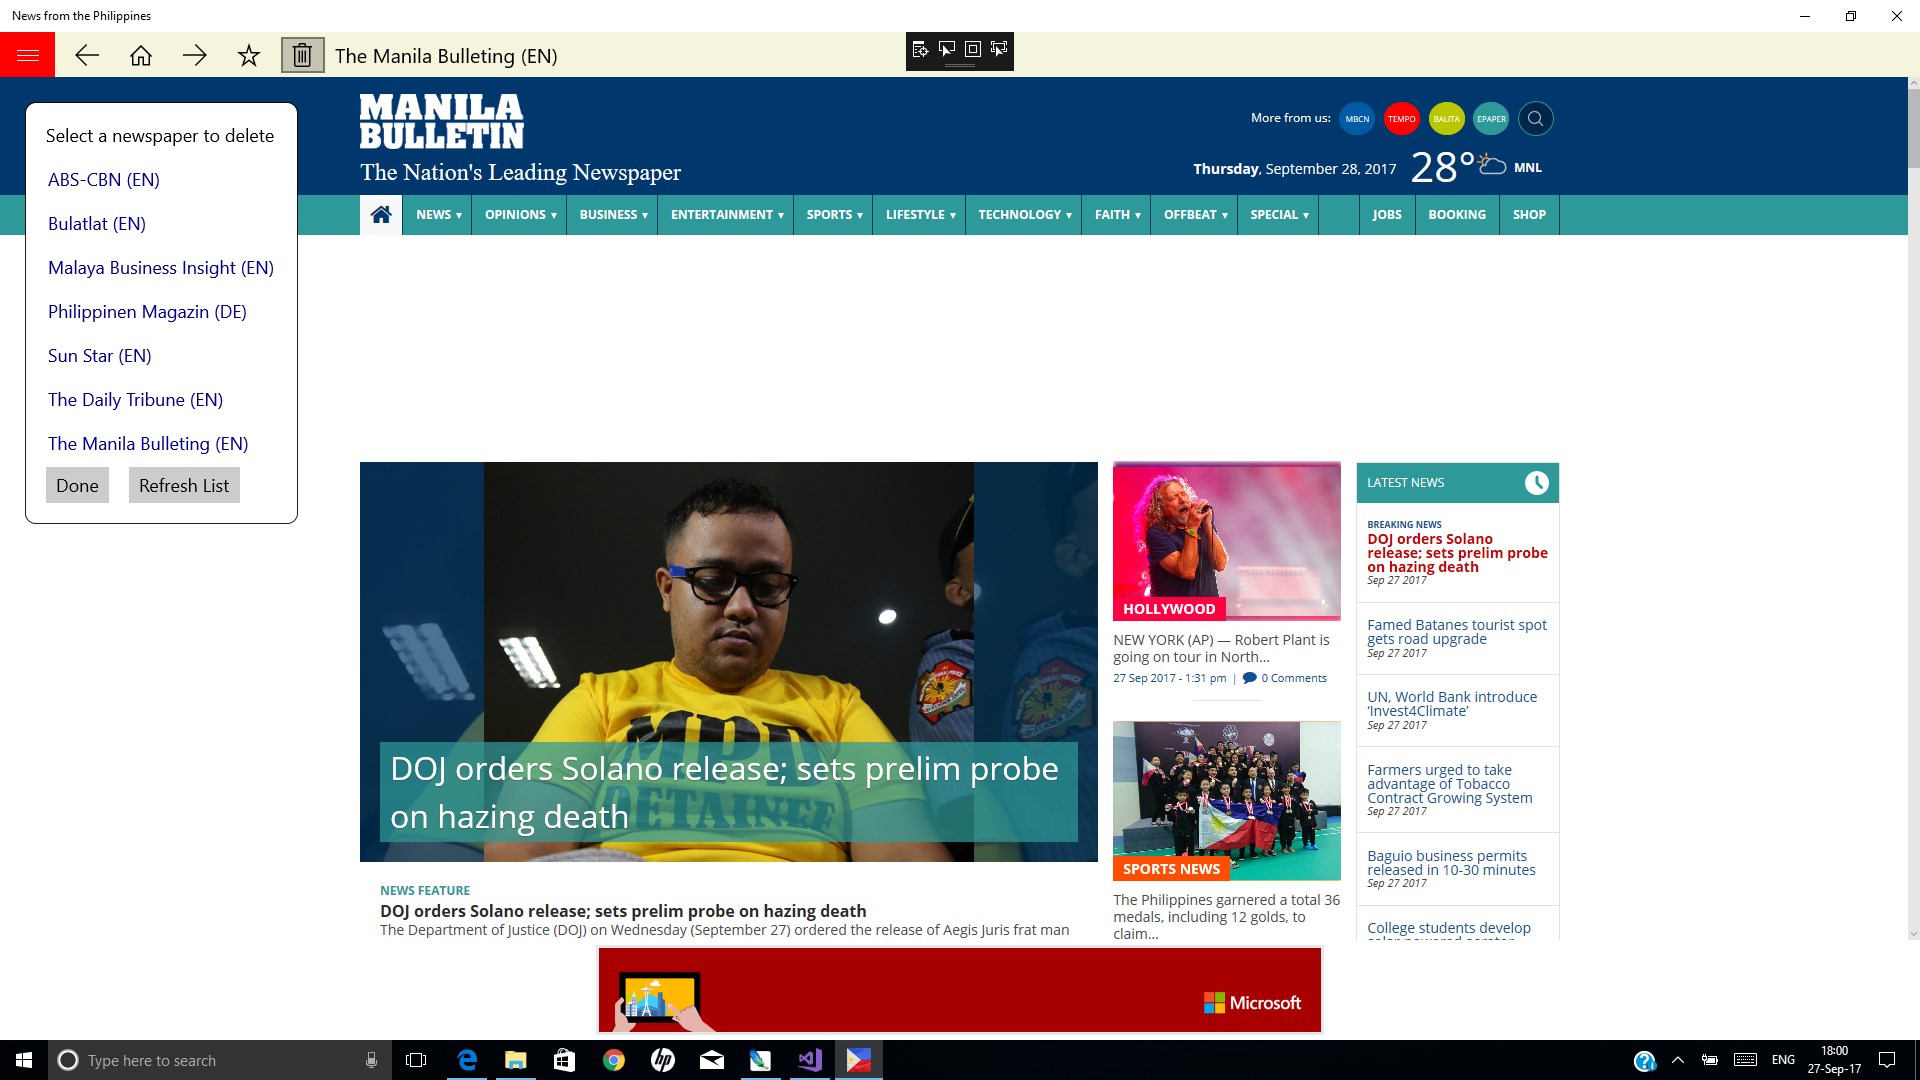 News from the Philippines
The Manila Bulleting (EN)
Select a newspaper to delete
ABS-CBN (EN)
Bulatlat (EN)
Malaya Business Insight (EN)
Philippinen Magazin (DE)
Sun Star (EN)
The Daily Tribune (EN)
The Manila Bulleting (EN)
Done Refresh List
MANILA
BULLETIN
The Nation's Leading Newspaper
More from us: MBCN TEMPO BALITA EPAPER
Thursday, September 28, 2017 28° MNL
NEWS OPINIONS BUSINESS ENTERTAINMENT SPORTS LIFESTYLE TECHNOLOGY FAITH OFFBEAT SPECIAL JOBS BOOKING SHOP
MPD
DETAINEE
DOJ orders Solano release; sets prelim probe
on hazing death
NEWS FEATURE
DOJ orders Solano release; sets prelim probe on hazing death
The Department of Justice (DOJ) on Wednesday (September 27) ordered the release of Aegis Juris frat man
HOLLYWOOD
NEW YORK (AP) — Robert Plant is
going on tour in North...
27 Sep 2017 - 1:31 pm | 0 Comments
SPORTS NEWS
The Philippines garnered a total 36
medals, including 12 golds, to
claim...
LATEST NEWS
BREAKING NEWS
DOJ orders Solano
release; sets prelim probe
on hazing death
Sep 27 2017
Famed Batanes tourist spot
gets road upgrade
Sep 27 2017
UN, World Bank introduce
‘Invest4Climate’
Sep 27 2017
Farmers urged to take
advantage of Tobacco
Contract Growing System
Sep 27 2017
Baguio business permits
released in 10-30 minutes
Sep 27 2017
College students develop
Microsoft
Type here to search
hp
ENG
18:00
27-Sep-17